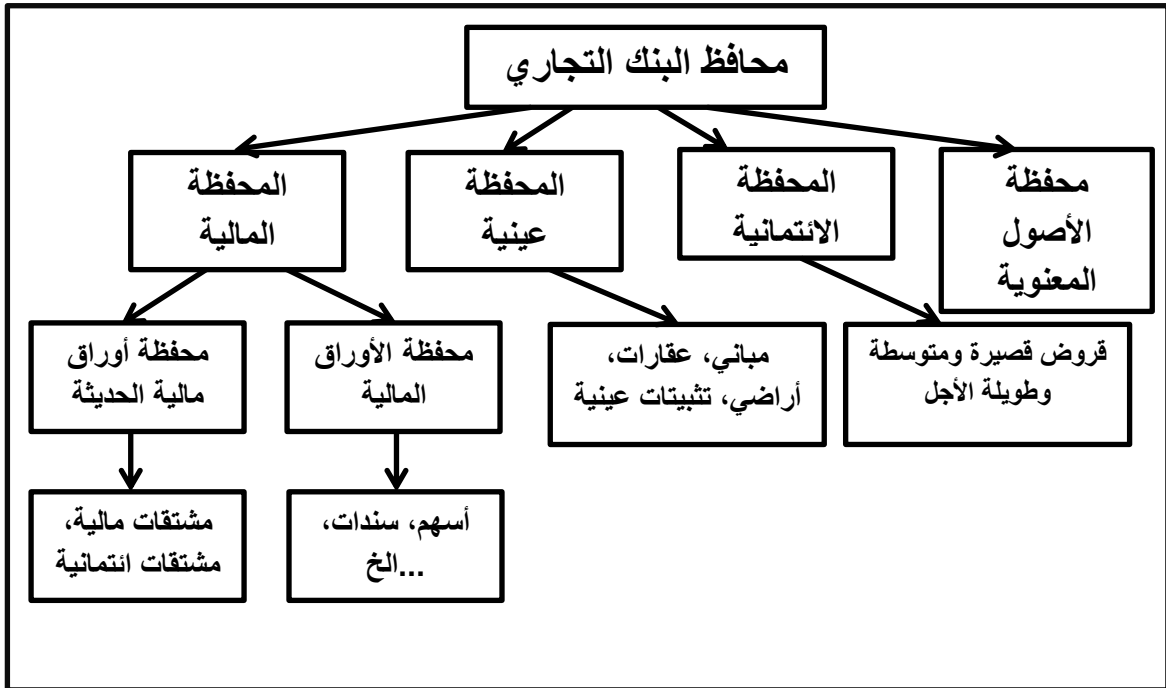 محافظ البنك التجاري
محفظة
الأصول
المعنوية
المحفظة
الائتمانية
المحفظة
عينية
المحفظة
المالية
قروض قصيرة ومتوسطة
وطويلة الأجل
مباني، عقارات،
أراضي، تثبيتات عينية
محفظة الأوراق
المالية
محفظة أوراق
مالية الحديثة
أسهم، سندات،
...الخ
مشتقات مالية،
مشتقات ائتمانية